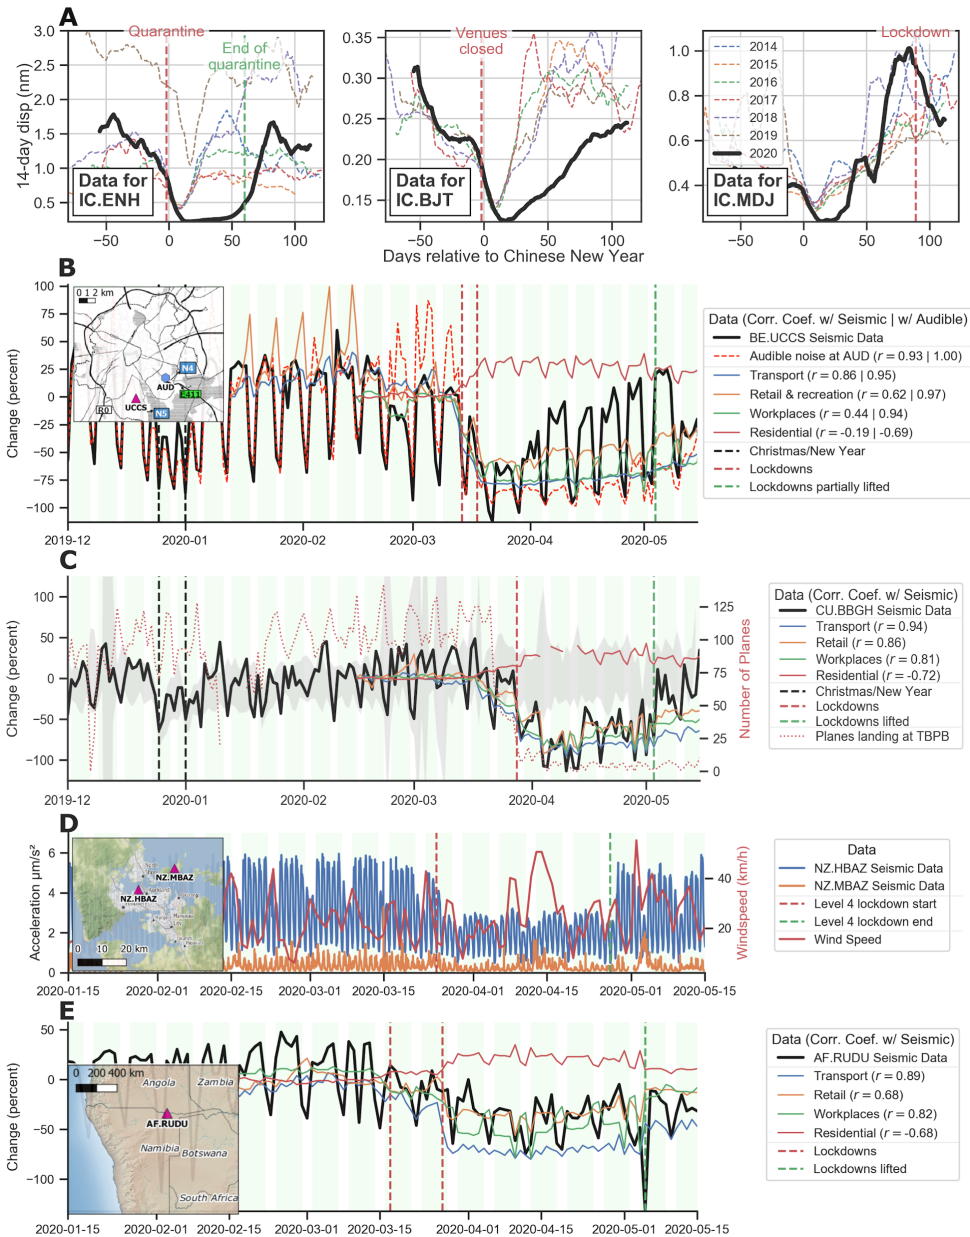 A
Quarantine
End of
quarantine
Venues
closed
Lockdown
3.0
2.5
2.0
1.5
1.0
0.5
14-day disp (nm)
0.35
0.30
0.25
0.20
0.15
1.0
0.8
0.6
0.4
2014
2015
2016
2017
2018
2019
2020
Data for
IC.ENH
Data for
IC.BJT
Data for
IC.MDJ
−50 0 50 100
−50 0 50 100
−50 0 50 100
Days relative to Chinese New Year
B
100
75
50
25
0
−25
−50
−75
−100
Change (percent)
0 1 2 km
N4
AUD
E411
UCCS
R0
N5
2019-12 2020-01 2020-02 2020-03 2020-04 2020-05
Data (Corr. Coef. w/ Seismic | w/ Audible)
BE.UCCS Seismic Data
Audible noise at AUD (r = 0.93 | 1.00)
Transport (r = 0.86 | 0.95)
Retail & recreation (r = 0.62 | 0.97)
Workplaces (r = 0.44 | 0.94)
Residential (r = -0.19 | -0.69)
Christmas/New Year
Lockdowns
Lockdowns partially lifted
C
100
50
0
−50
−100
Change (percent)
125
100
75
50
25
0
Number of Planes
2019-12 2020-01 2020-02 2020-03 2020-04 2020-05
Data (Corr. Coef. w/ Seismic)
CU.BBGH Seismic Data
Transport (r = 0.94)
Retail (r = 0.86)
Workplaces (r = 0.81)
Residential (r = -0.72)
Christmas/New Year
Lockdowns
Lockdowns lifted
Planes landing at TBPB
D
6
4
2
0
Acceleration μm/s²
NZ.MBAZ
NZ.HBAZ
0 10 20 km
40
20
Windspeed (km/h)
2020-01-15 2020-02-01 2020-02-15 2020-03-01 2020-03-15 2020-04-01 2020-04-15 2020-05-01 2020-05-15
Data
NZ.HBAZ Seismic Data
NZ.MBAZ Seismic Data
Level 4 lockdown start
Level 4 lockdown end
Wind Speed
E
50
0
−50
−100
Change (percent)
0 200 400 km
Angola Zambia
AF.RUDU
Namibia Botswana
South Africa
2020-01-15 2020-02-01 2020-02-15 2020-03-01 2020-03-15 2020-04-01 2020-04-15 2020-05-01 2020-05-15
Data (Corr. Coef. w/ Seismic)
AF.RUDU Seismic Data
Transport (r = 0.89)
Retail (r = 0.68)
Workplaces (r = 0.82)
Residential (r = -0.68)
Lockdowns
Lockdowns lifted